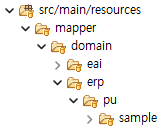 src/main/resources
mapper
domain
eai
erp
pu
sample